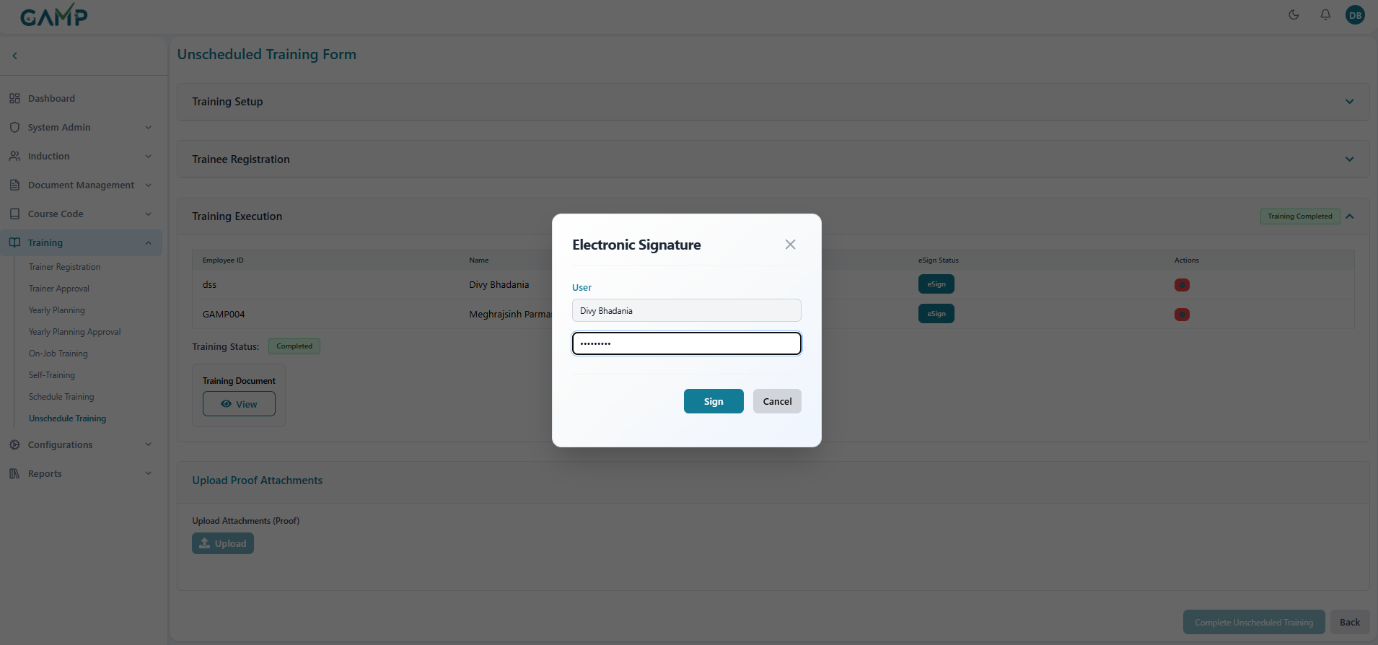 GAMP
DB
Unscheduled Training Form
Dashboard
System Admin
Induction
Document Management
Course Code
Training
Trainer Registration
Trainer Approval
Yearly Planning
Yearly Planning Approval
On-Job Training
Self-Training
Schedule Training
Unschedule Training
Configurations
Reports
Training Setup
Trainee Registration
Training Execution
Training Completed
Employee ID Name eSign Status Actions
dss Divy Bhadania eSign
GAMP004 Meghrajsinh Parmar eSign
Training Status: Completed
Training Document
View
Electronic Signature
User
Divy Bhadania
•••••••••
Sign Cancel
Upload Proof Attachments
Upload Attachments (Proof)
Upload
Complete Unscheduled Training Back